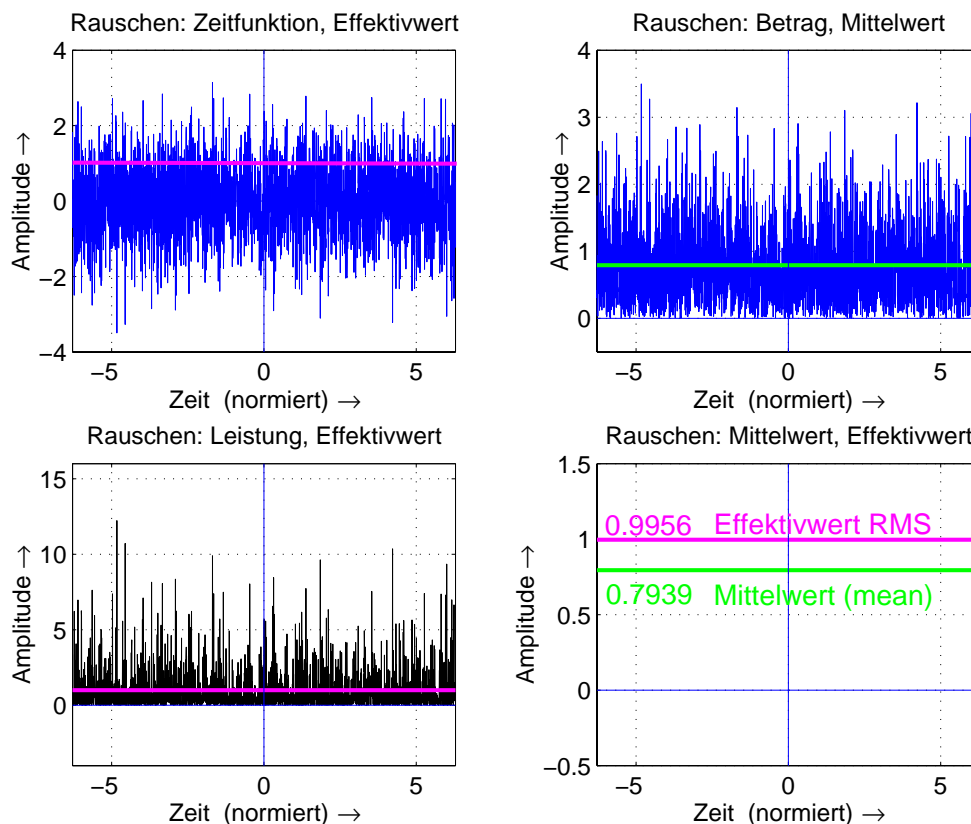 Rauschen: Zeitfunktion, Effektivwert
4
2
0
−2
−4
Amplitude →
−5
0
5
Zeit (normiert) →
Rauschen: Betrag, Mittelwert
4
3
2
1
0
Amplitude →
−5
0
5
Zeit (normiert) →
Rauschen: Leistung, Effektivwert
15
10
5
0
Amplitude →
−5
0
5
Zeit (normiert) →
Rauschen: Mittelwert, Effektivwert
1.5
1
0.5
0
−0.5
Amplitude →
0.9956 Effektivwert RMS
0.7939 Mittelwert (mean)
−5
0
5
Zeit (normiert) →